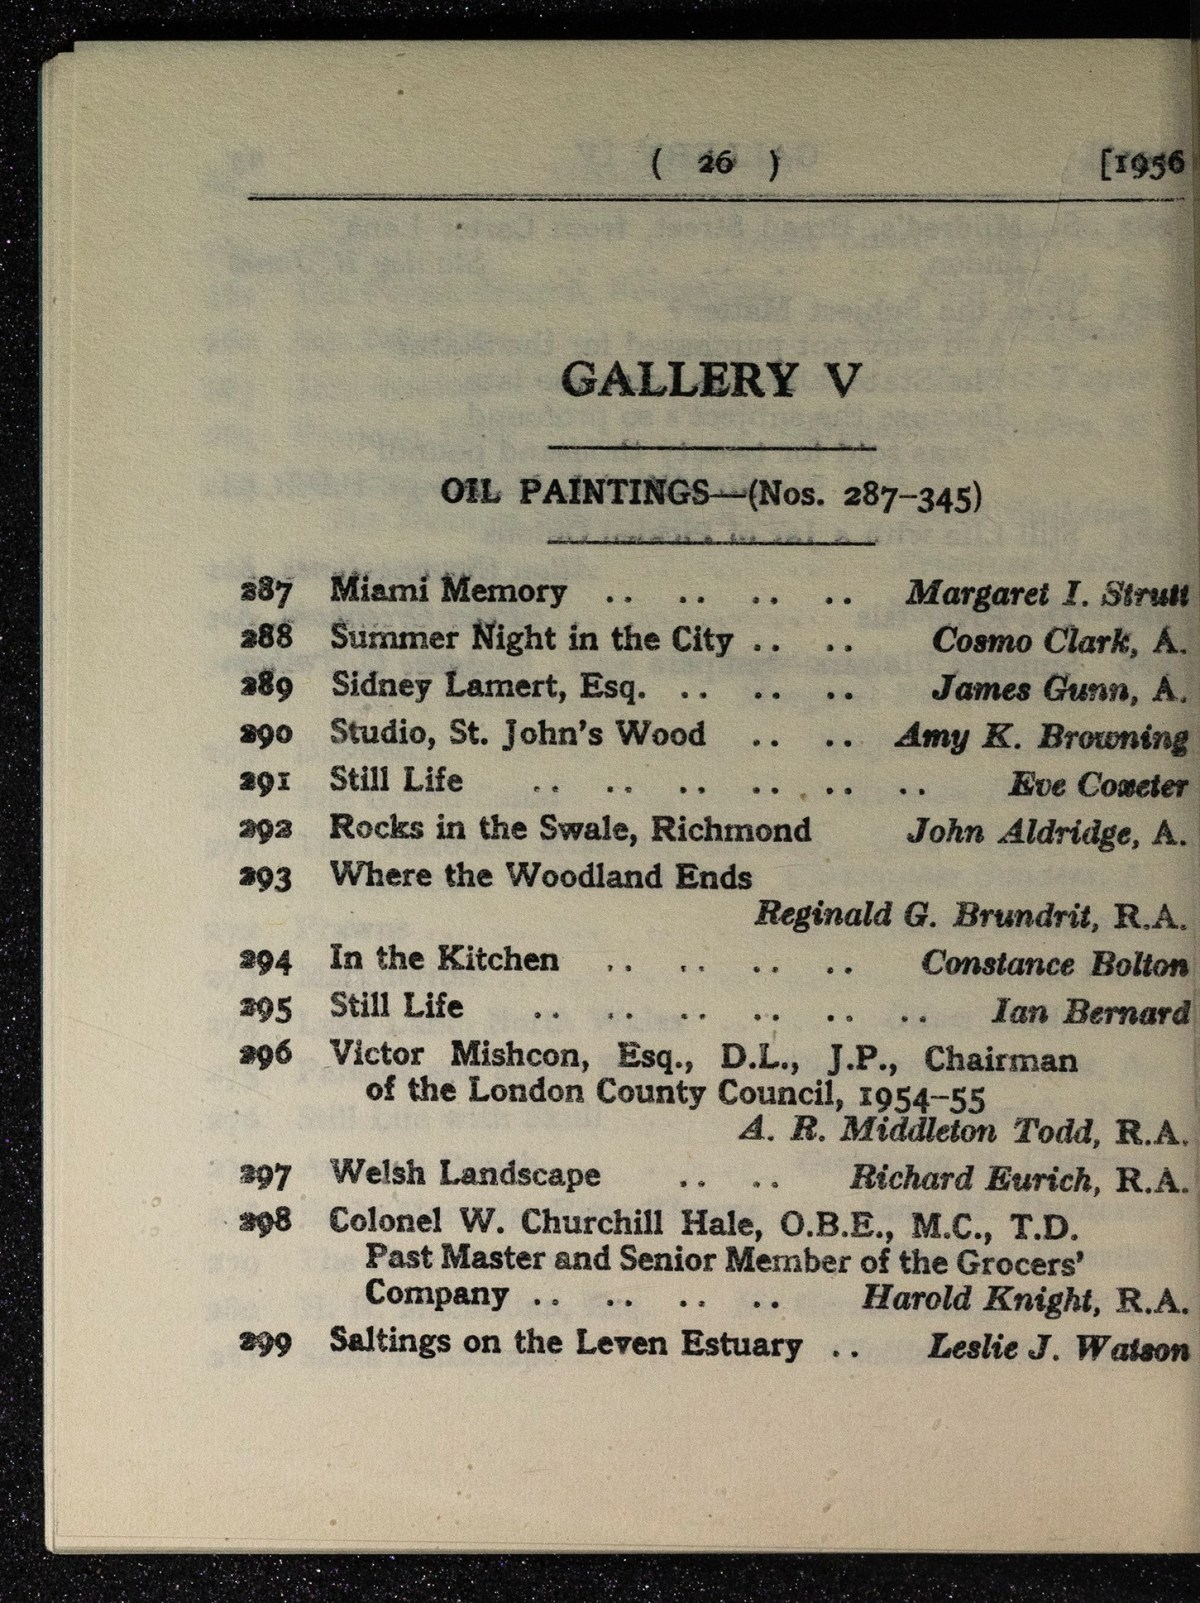 ( 26 ) [1956
GALLERY V
OIL PAINTINGS—(Nos. 287–345)
287 Miami Memory .. .. .. .. Margaret I. Strutt
288 Summer Night in the City .. .. Cosmo Clark, A.
289 Sidney Lamert, Esq. .. .. .. James Gunn, A.
290 Studio, St. John's Wood .. .. Amy K. Browning
291 Still Life .. .. .. .. .. .. Eve Coxeter
292 Rocks in the Swale, Richmond John Aldridge, A.
293 Where the Woodland Ends
Reginald G. Brundrit, R.A.
294 In the Kitchen .. .. .. .. Constance Bolton
295 Still Life .. .. .. .. .. .. Ian Bernard
296 Victor Mishcon, Esq., D.L., J.P., Chairman
of the London County Council, 1954–55
A. R. Middleton Todd, R.A.
297 Welsh Landscape .. .. Richard Eurich, R.A.
298 Colonel W. Churchill Hale, O.B.E., M.C., T.D.
Past Master and Senior Member of the Grocers'
Company .. .. .. .. Harold Knight, R.A.
299 Saltings on the Leven Estuary .. Leslie J. Watson